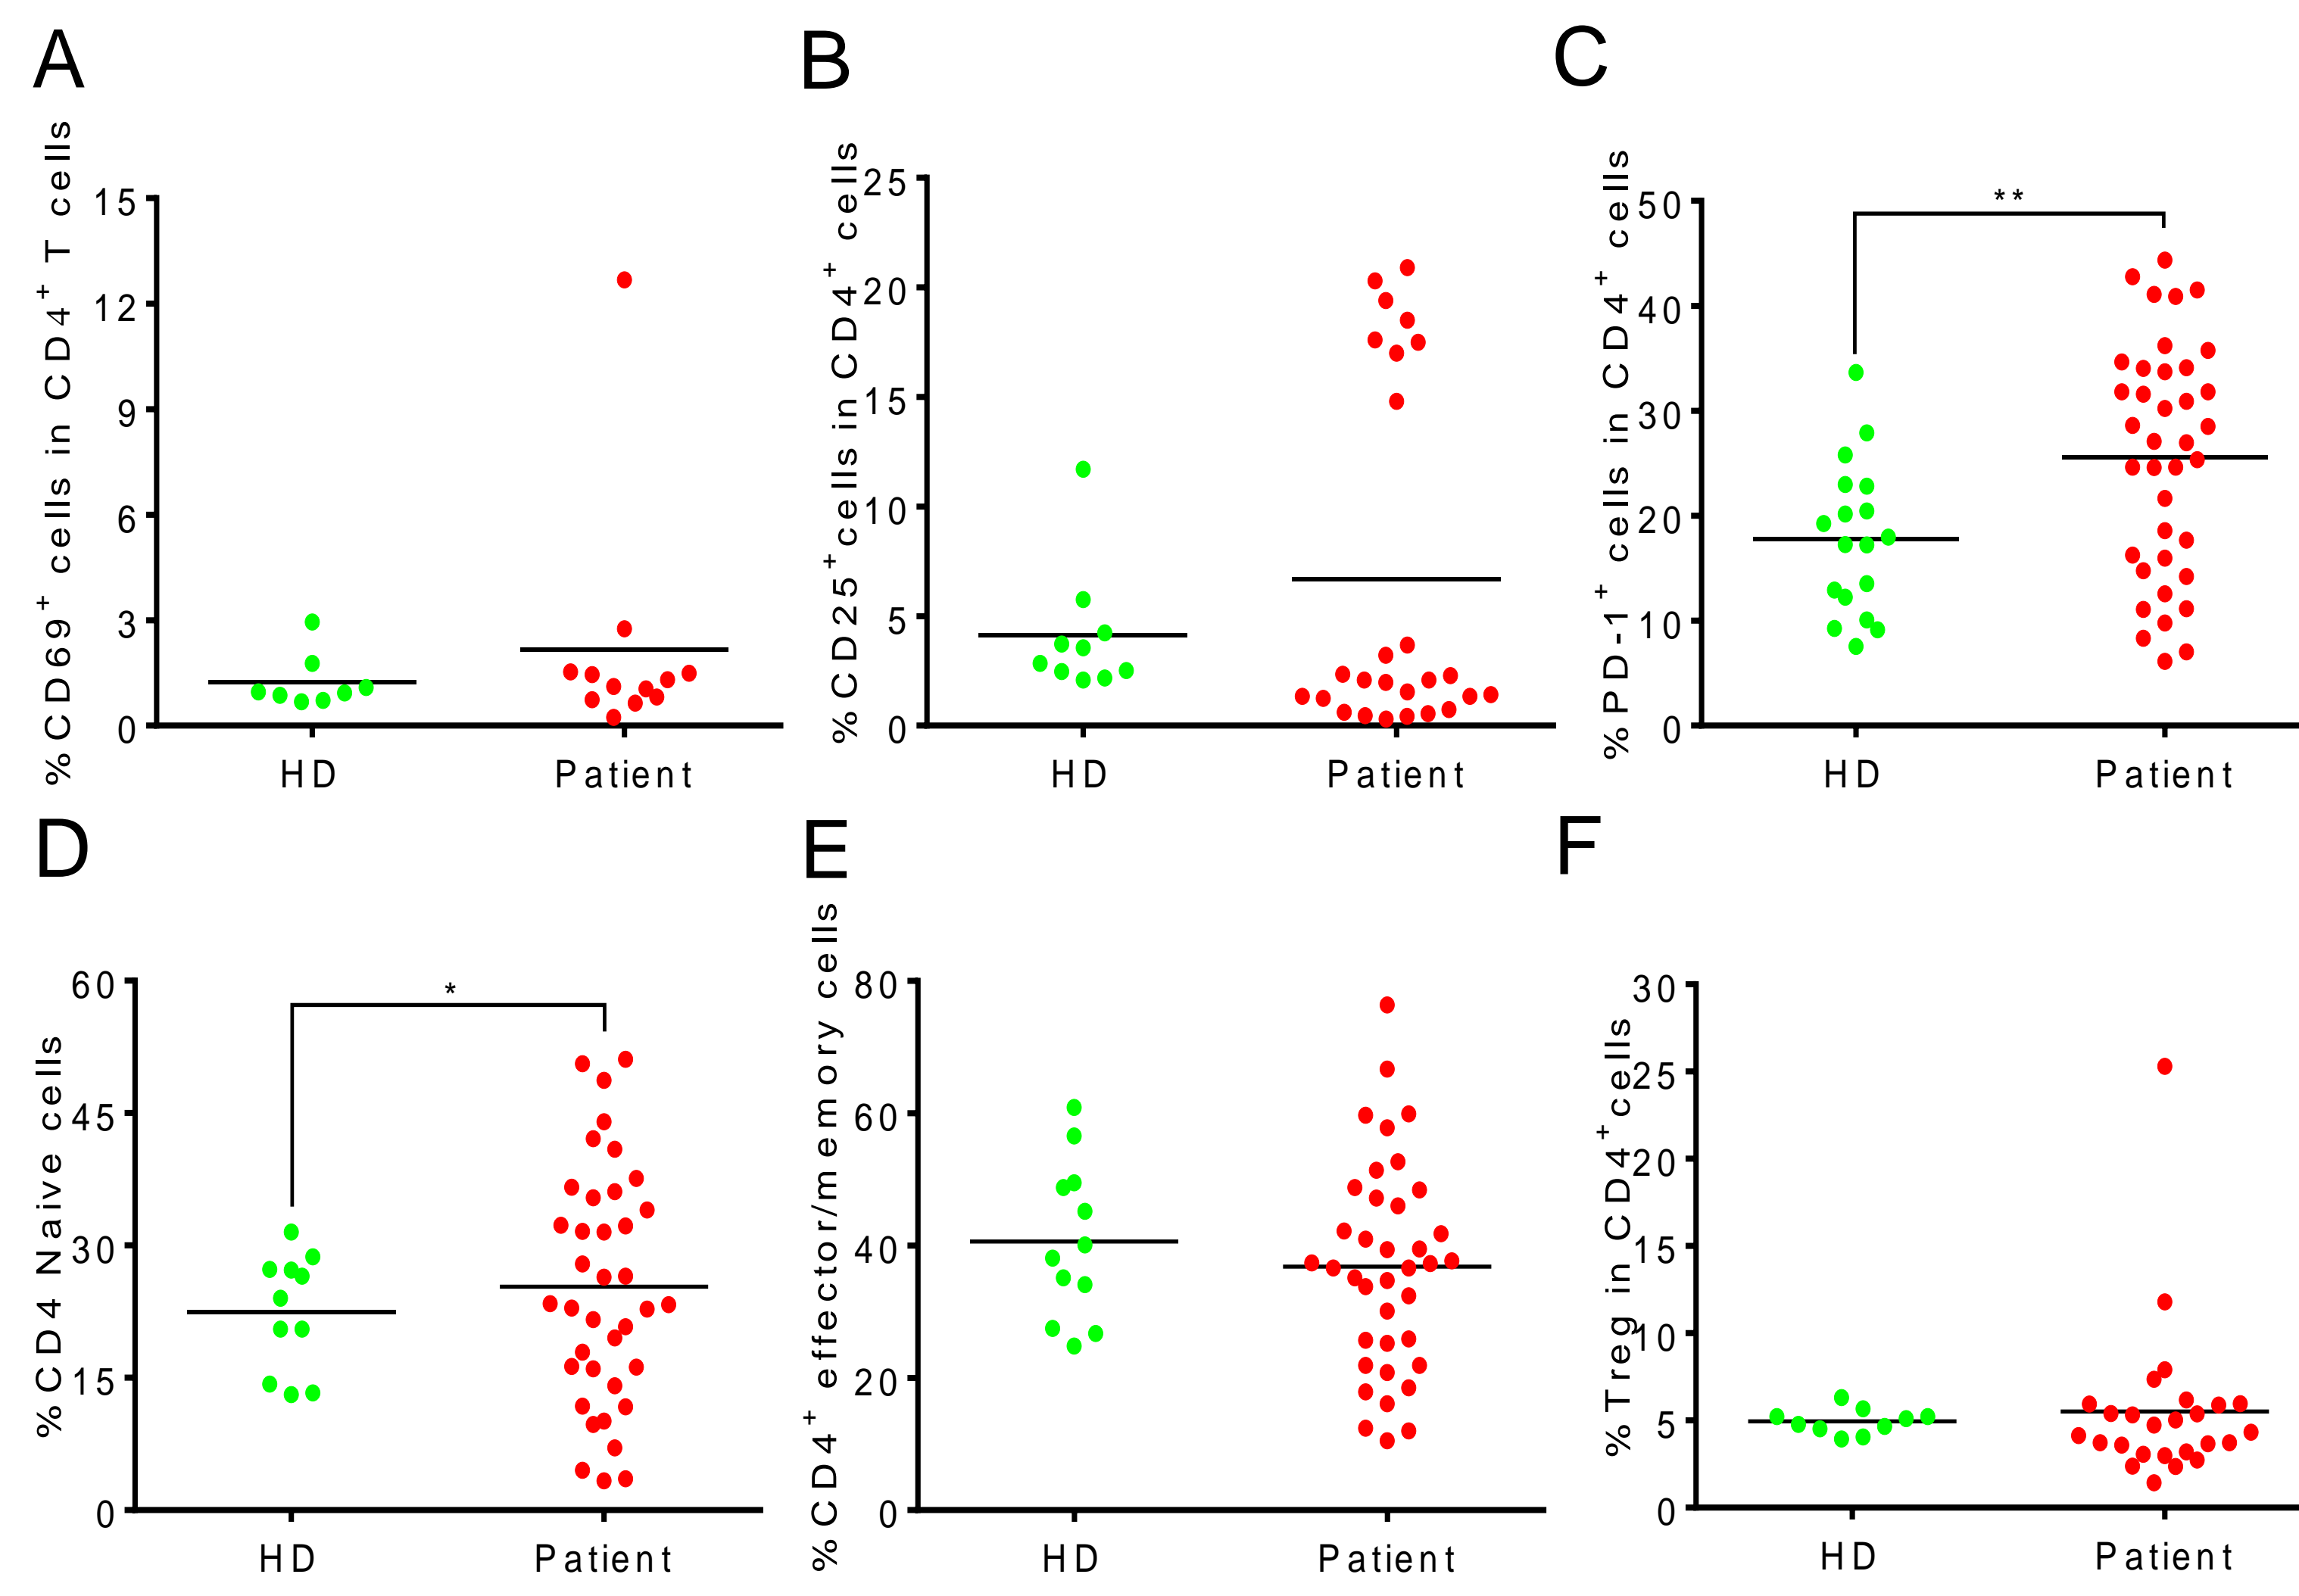 A
% CD69+ cells in CD4+ T cells
15
12
9
6
3
0
HD
Patient
B
% CD25+ cells in CD4+ cells
25
20
15
10
5
0
HD
Patient
C
% PD-1+ cells in CD4+ cells
50
40
30
20
10
0
**
HD
Patient
D
% CD4 Naive cells
60
45
30
15
0
*
HD
Patient
E
% CD4+ effector/memory cells
80
60
40
20
0
HD
Patient
F
% Treg in CD4+ cells
30
25
20
15
10
5
0
HD
Patient